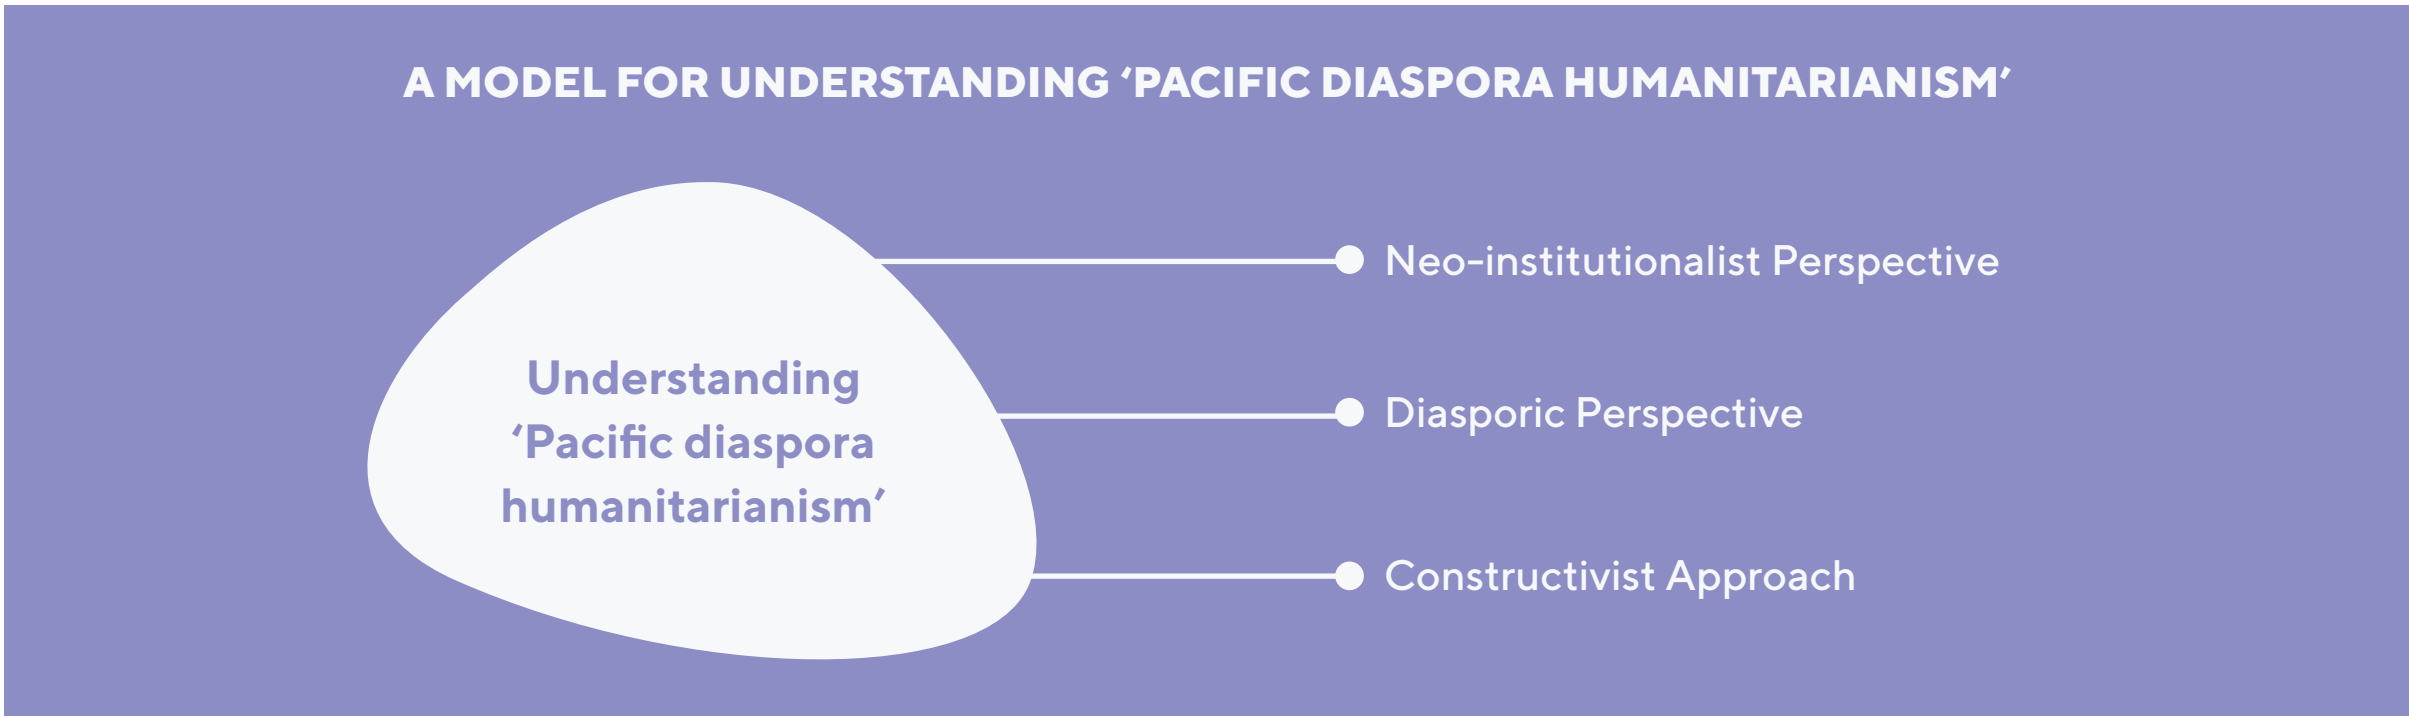 A MODEL FOR UNDERSTANDING ‘PACIFIC DIASPORA HUMANITARIANISM’
Understanding
‘Pacific diaspora
humanitarianism’
Neo-institutionalist Perspective
Diasporic Perspective
Constructivist Approach